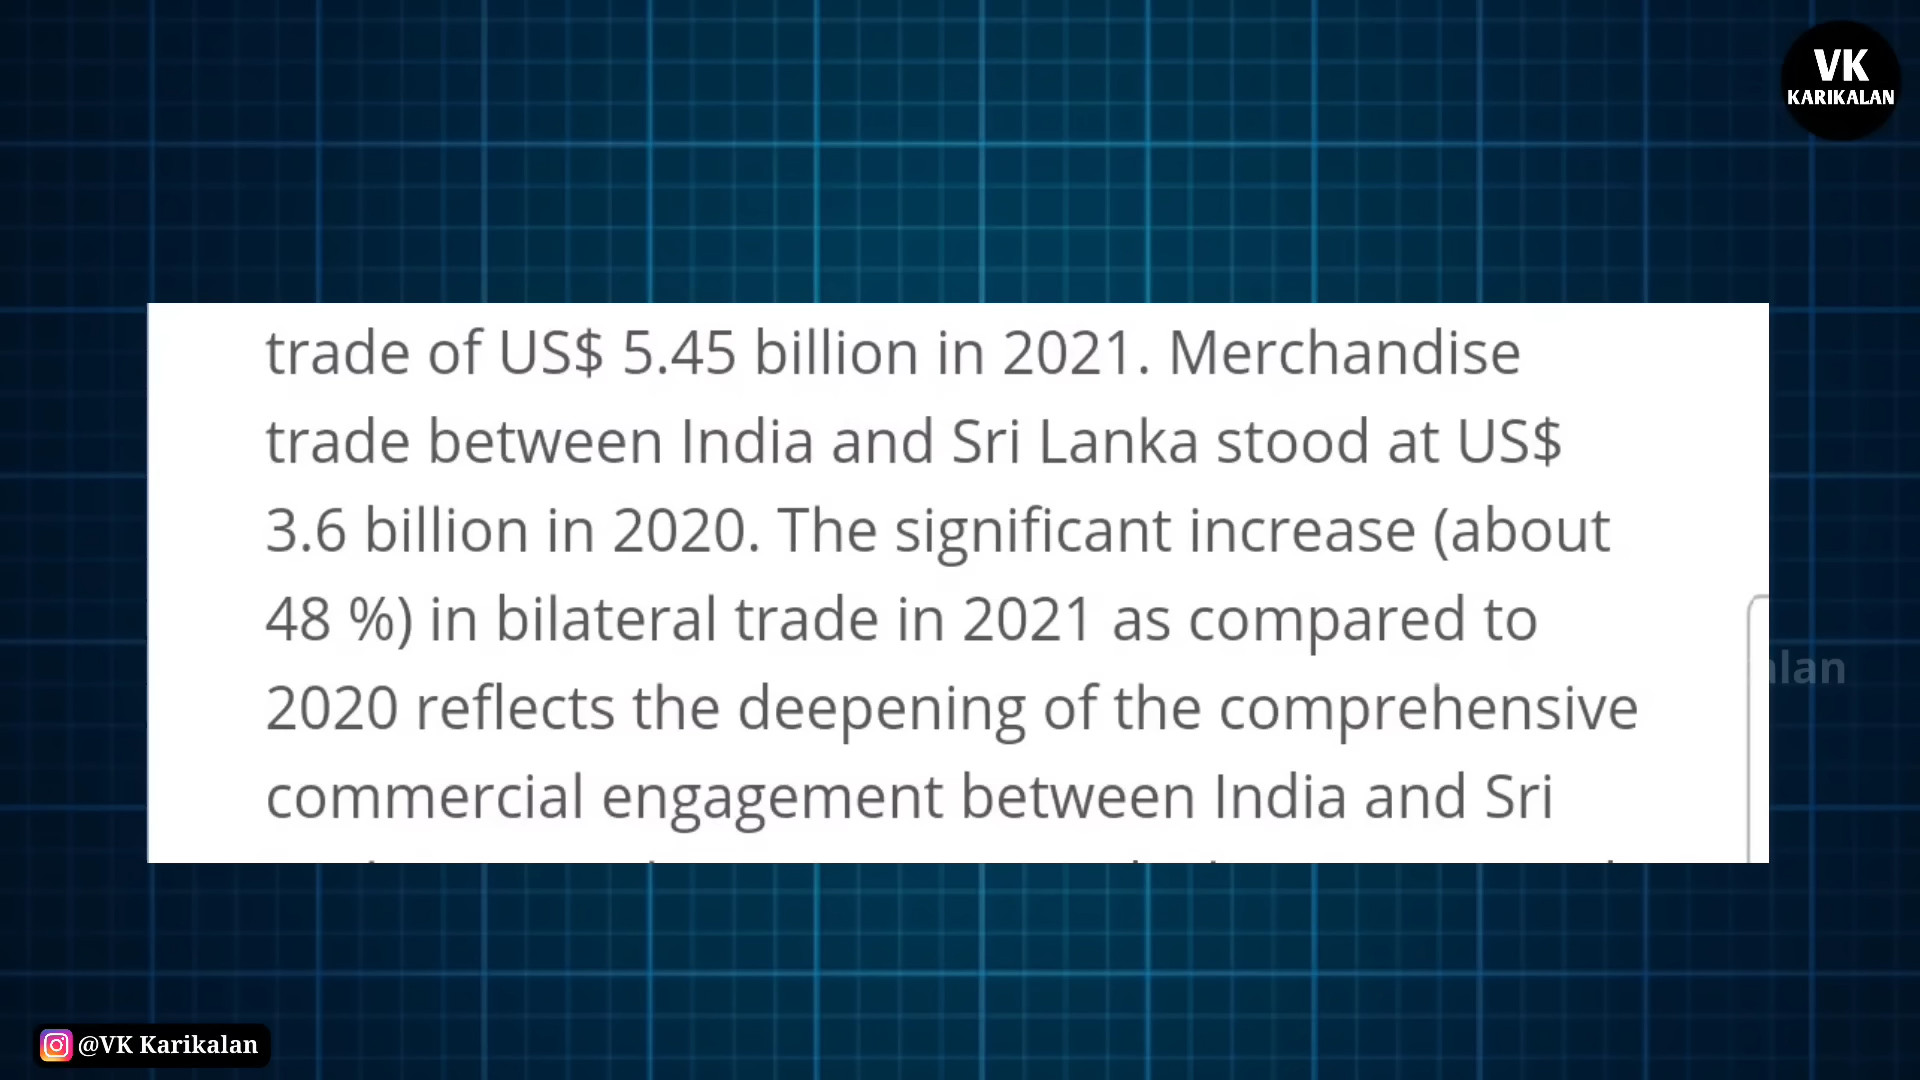 VK
KARIKALAN
trade of US$ 5.45 billion in 2021. Merchandise
trade between India and Sri Lanka stood at US$
3.6 billion in 2020. The significant increase (about
48 %) in bilateral trade in 2021 as compared to
2020 reflects the deepening of the comprehensive
commercial engagement between India and Sri
@VK Karikalan